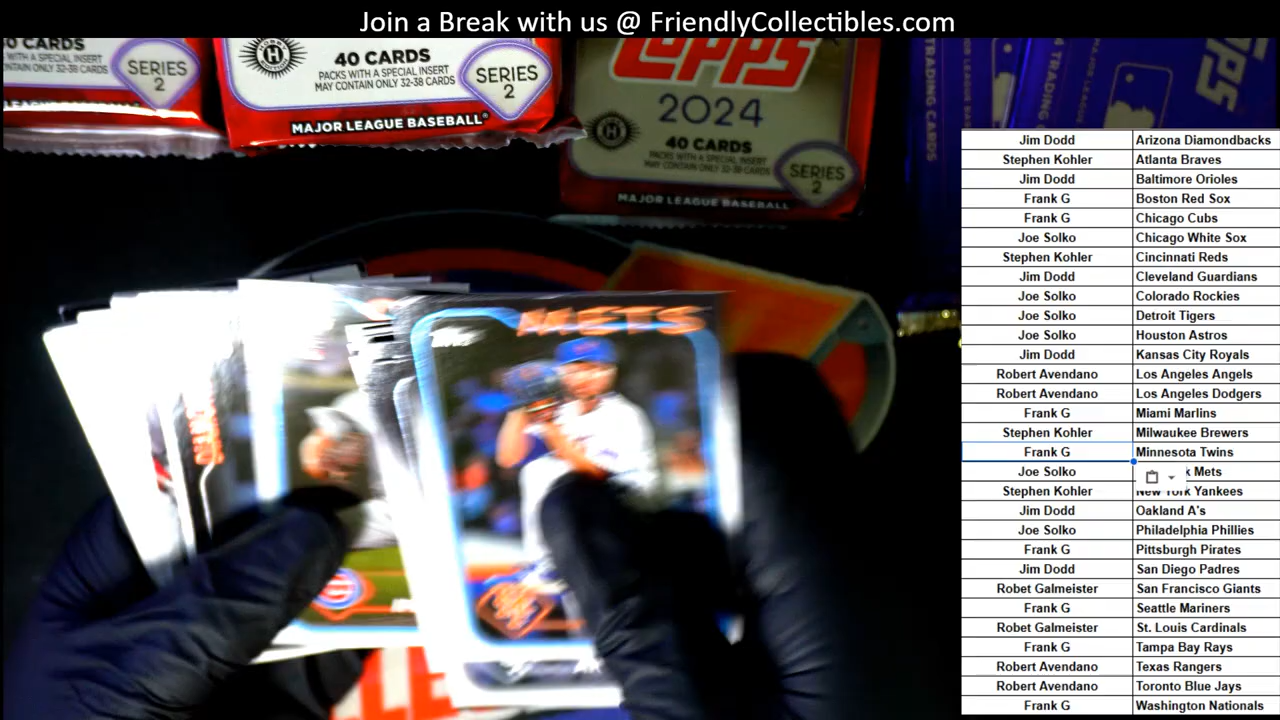 Join a Break with us @ FriendlyCollectibles.com
40 CARDS
SERIES
2
40 CARDS
PACKS WITH A SPECIAL INSERT
MAY CONTAIN ONLY 32-38 CARDS
SERIES
2
MAJOR LEAGUE BASEBALL
TOPPS
2024
40 CARDS
PACKS WITH A SPECIAL INSERT
MAY CONTAIN ONLY 32-38 CARDS
SERIES
2
MAJOR LEAGUE BASEBALL
TRADING CARDS
METS
Jim Dodd Arizona Diamondbacks
Stephen Kohler Atlanta Braves
Jim Dodd Baltimore Orioles
Frank G Boston Red Sox
Frank G Chicago Cubs
Joe Solko Chicago White Sox
Stephen Kohler Cincinnati Reds
Jim Dodd Cleveland Guardians
Joe Solko Colorado Rockies
Joe Solko Detroit Tigers
Joe Solko Houston Astros
Jim Dodd Kansas City Royals
Robert Avendano Los Angeles Angels
Robert Avendano Los Angeles Dodgers
Frank G Miami Marlins
Stephen Kohler Milwaukee Brewers
Frank G Minnesota Twins
Joe Solko k Mets
Stephen Kohler New York Yankees
Jim Dodd Oakland A's
Joe Solko Philadelphia Phillies
Frank G Pittsburgh Pirates
Jim Dodd San Diego Padres
Robet Galmeister San Francisco Giants
Frank G Seattle Mariners
Robet Galmeister St. Louis Cardinals
Frank G Tampa Bay Rays
Robert Avendano Texas Rangers
Robert Avendano Toronto Blue Jays
Frank G Washington Nationals